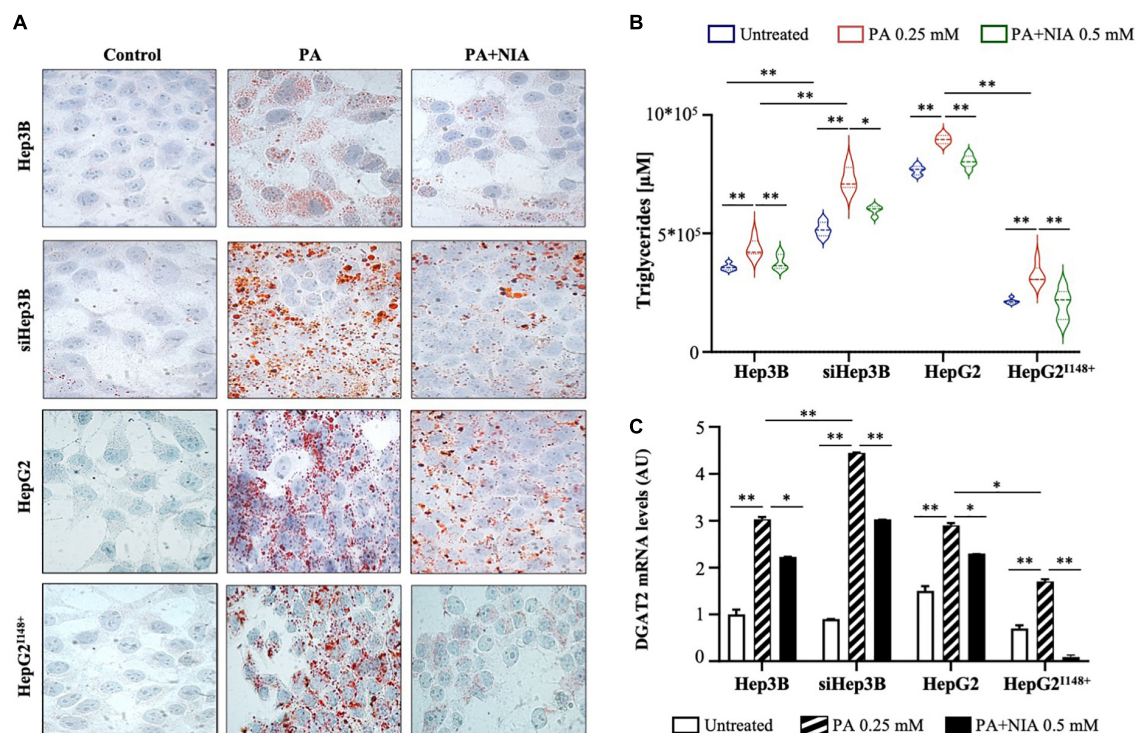 A
Control PA PA+NIA
Hep3B
siHep3B
HepG2
HepG2I148+
B
Untreated PA 0.25 mM PA+NIA 0.5 mM
** ** ** * ** ** **
** ** ** **
Triglycerides [µM]
10*10⁵
5*10⁵
0
Hep3B siHep3B HepG2 HepG2I148+
C
**
** **
** * ** * *
** **
DGAT2 mRNA levels (AU)
5
4
3
2
1
0
Hep3B siHep3B HepG2 HepG2I148+
Untreated PA 0.25 mM PA+NIA 0.5 mM